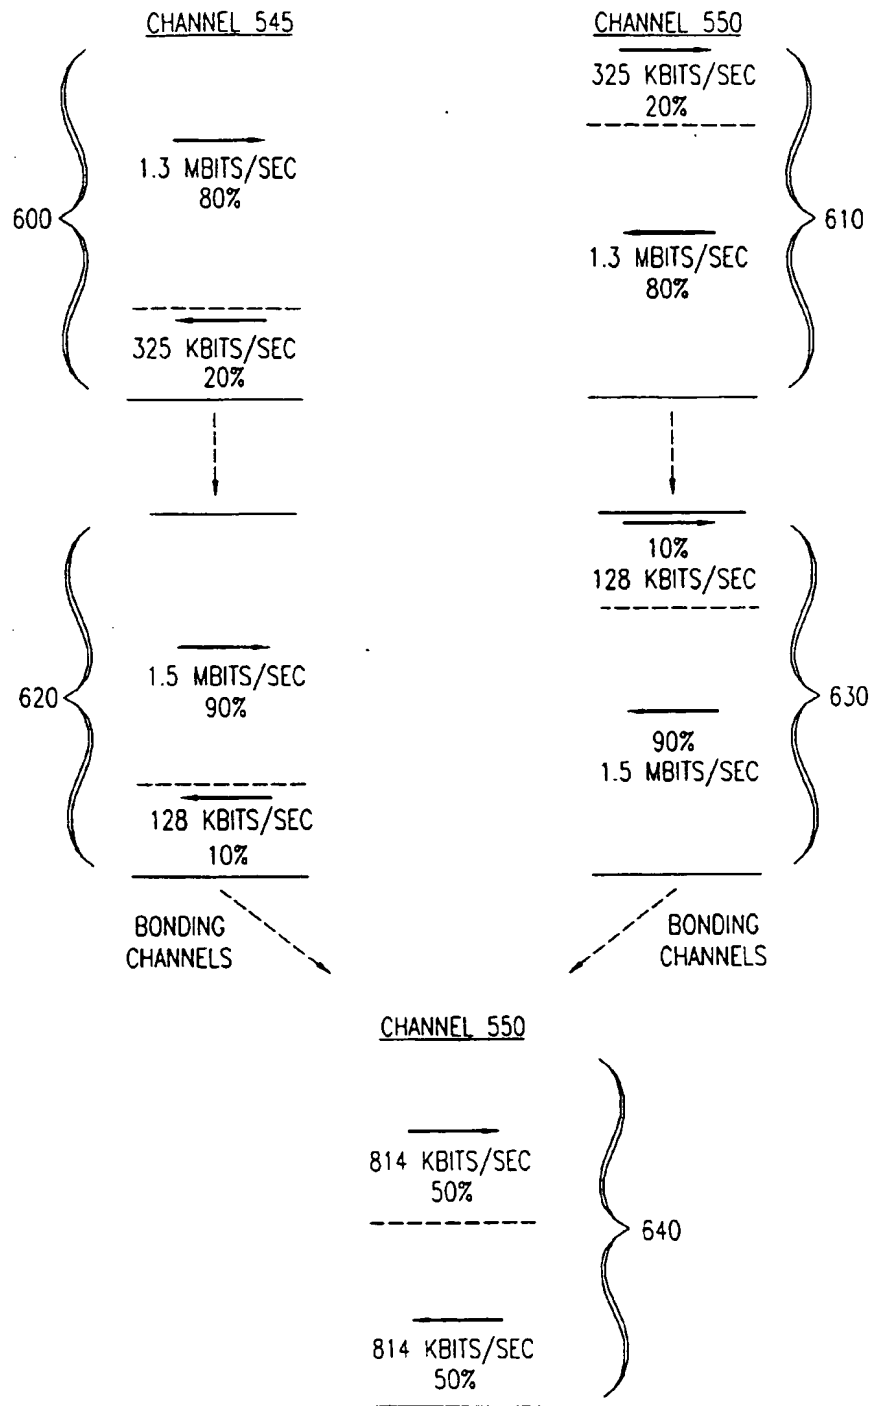 CHANNEL 545
1.3 MBITS/SEC
80%
600
325 KBITS/SEC
20%
CHANNEL 550
325 KBITS/SEC
20%
1.3 MBITS/SEC
80%
610
1.5 MBITS/SEC
90%
620
128 KBITS/SEC
10%
10%
128 KBITS/SEC
90%
1.5 MBITS/SEC
630
BONDING
CHANNELS
BONDING
CHANNELS
CHANNEL 550
814 KBITS/SEC
50%
640
814 KBITS/SEC
50%